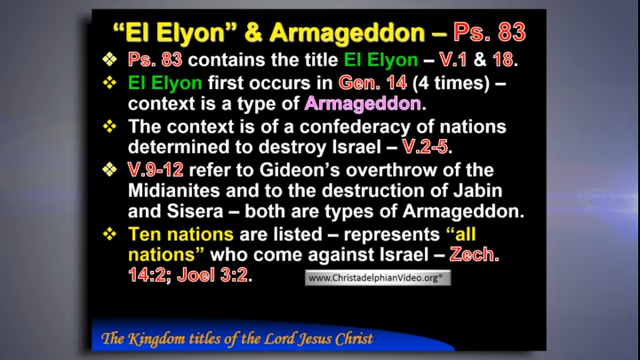 “El Elyon” & Armageddon – Ps. 83
Ps. 83 contains the title El Elyon – V.1 & 18.
El Elyon first occurs in Gen. 14 (4 times) –
context is a type of Armageddon.
The context is of a confederacy of nations
determined to destroy Israel – V.2-5.
V.9-12 refer to Gideon’s overthrow of the
Midianites and to the destruction of Jabin
and Sisera – both are types of Armageddon.
Ten nations are listed – represents “all
nations” who come against Israel – Zech.
14:2; Joel 3:2.
www.ChristadelphianVideo.org®
The Kingdom titles of the Lord Jesus Christ